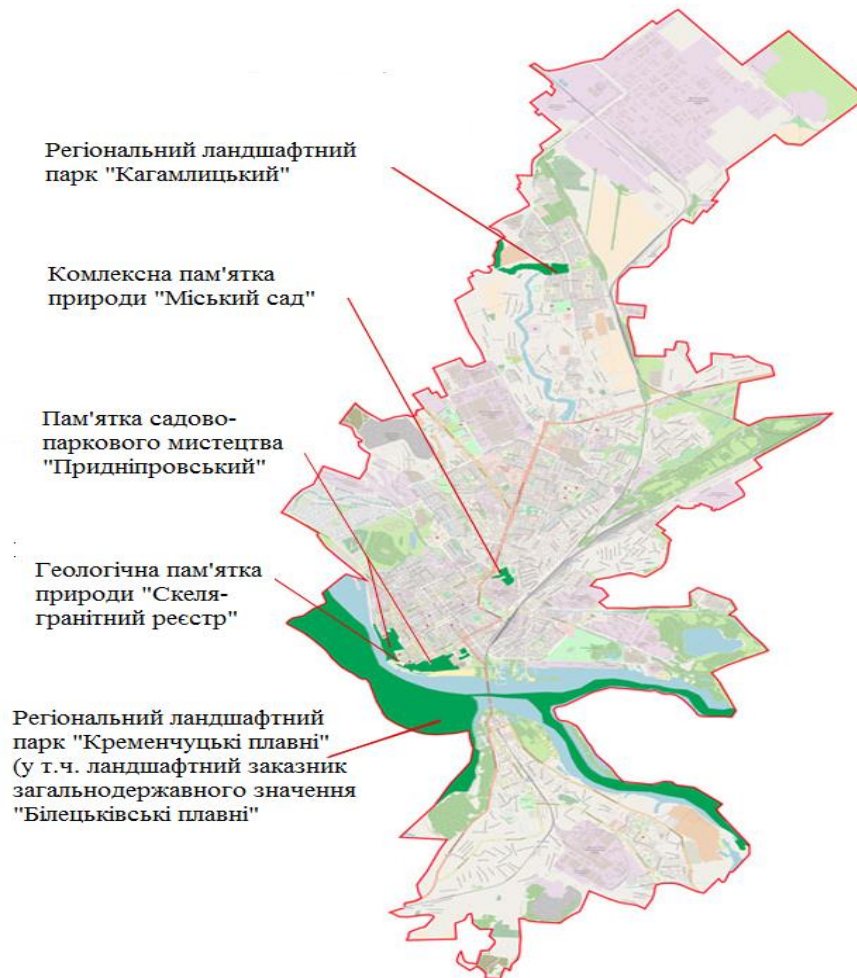 Регіональний ландшафтний
парк "Кагамлицький"
Комлексна пам'ятка
природи "Міський сад"
Пам'ятка садово-
паркового мистецтва
"Придніпровський"
Геологічна пам'ятка
природи "Скеля-
гранітний реєстр"
Регіональний ландшафтний
парк "Кременчуцькі плавні"
(у т.ч. ландшафтний заказник
загальнодержавного значення
"Білецьківські плавні"